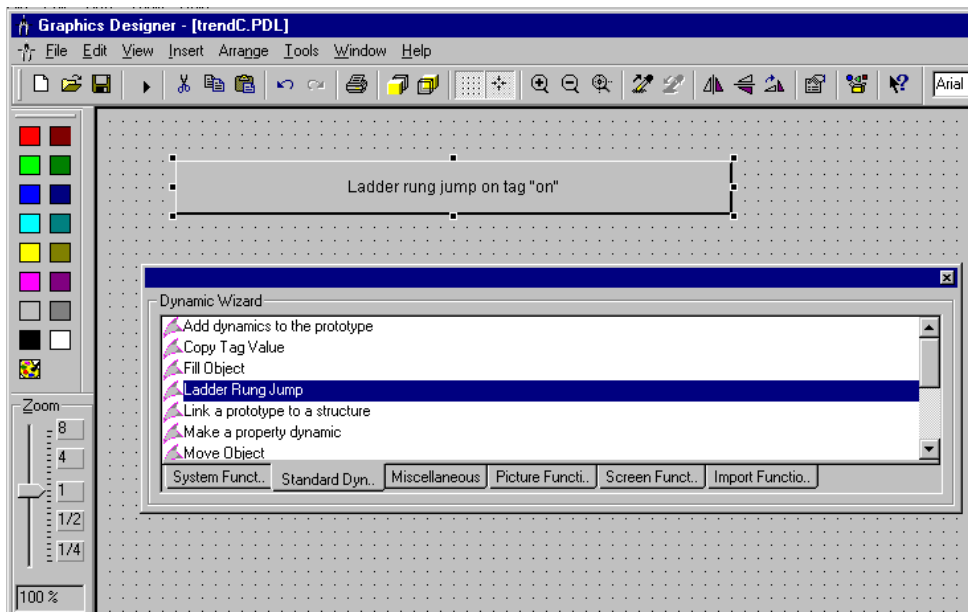 Graphics Designer - [trendC.PDL]
File Edit View Insert Arrange Tools Window Help
Arial
Ladder rung jump on tag "on"
Dynamic Wizard
Add dynamics to the prototype
Copy Tag Value
Fill Object
Ladder Rung Jump
Link a prototype to a structure
Make a property dynamic
Move Object
System Funct.. Standard Dyn.. Miscellaneous Picture Functi.. Screen Funct.. Import Functio..
Zoom
8
4
1
1/2
1/4
100 %